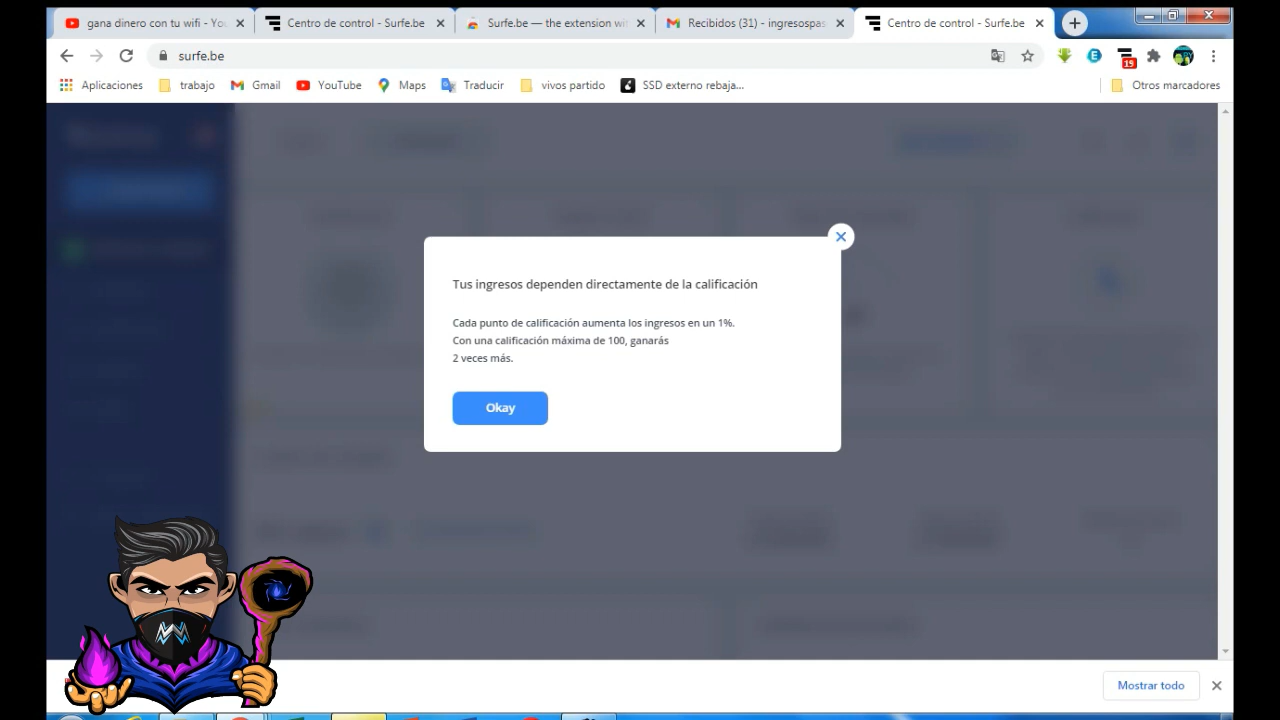 gana dinero con tu wifi - You
Centro de control - Surfe.be
Surfe.be — the extension wi
Recibidos (31) - ingresospas
Centro de control - Surfe.be
surfe.be
19
Aplicaciones
trabajo
Gmail
YouTube
Maps
Traducir
vivos partido
SSD externo rebaja...
Otros marcadores
Tus ingresos dependen directamente de la calificación
Cada punto de calificación aumenta los ingresos en un 1%.
Con una calificación máxima de 100, ganarás
2 veces más.
Okay
Mostrar todo